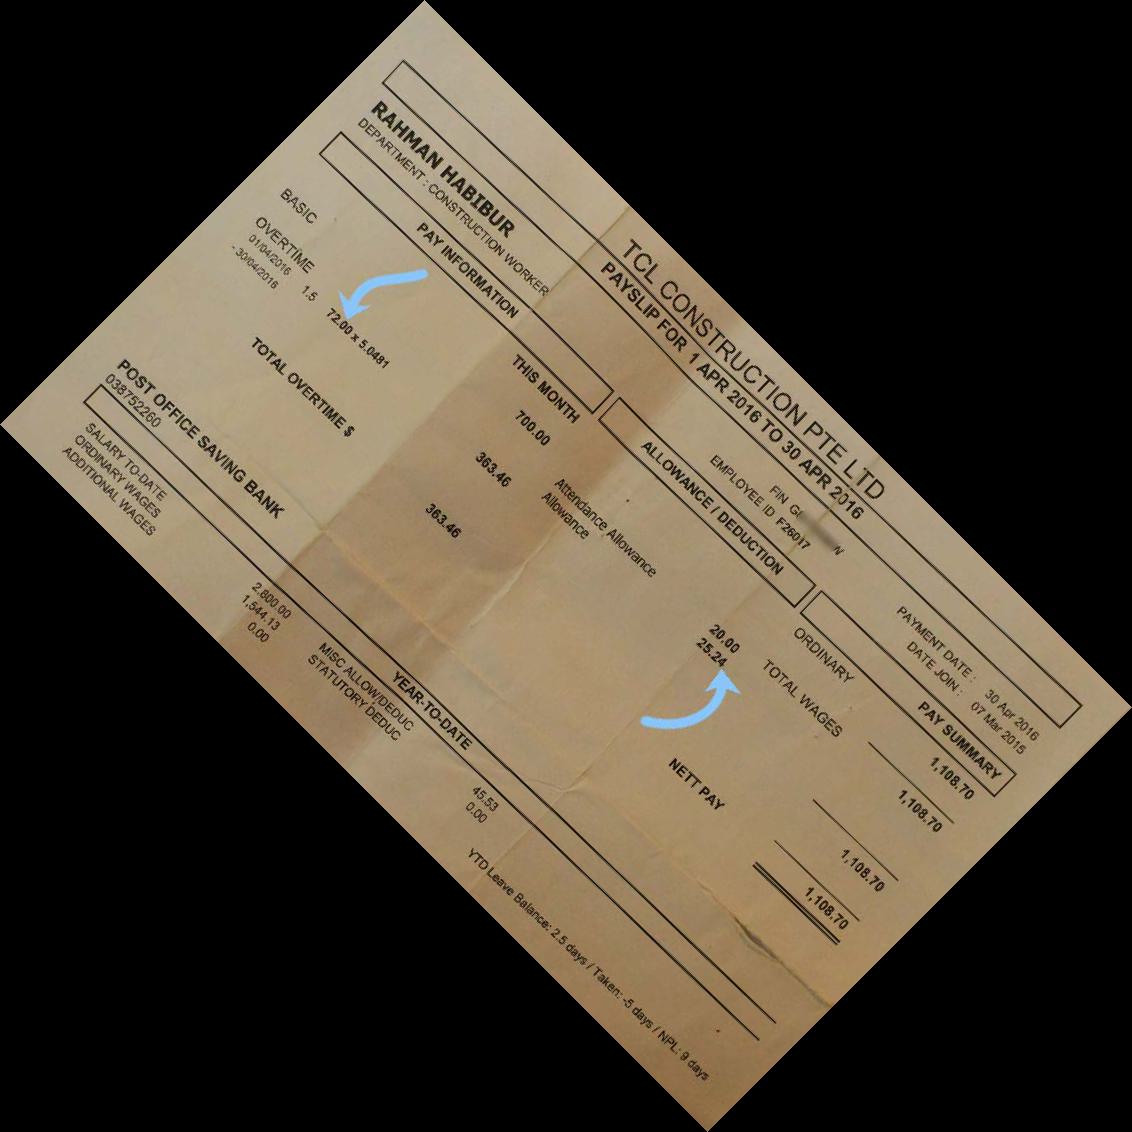 TCL CONSTRUCTION PTE LTD
PAYSLIP FOR 1 APR 2016 TO 30 APR 2016
RAHMAN HABIBUR
DEPARTMENT : CONSTRUCTION WORKER
FIN G
EMPLOYEE ID F26017
PAYMENT DATE : 30 Apr 2016
DATE JOIN : 07 Mar 2015
PAY INFORMATION THIS MONTH ALLOWANCE / DEDUCTION PAY SUMMARY
BASIC 700.00 Attendance Allowance 20.00 ORDINARY 1,108.70
Allowance 25.24
OVERTIME 363.46 TOTAL WAGES 1,108.70
01/04/2016 1.5 72.00 x 5.0481
- 30/04/2016
TOTAL OVERTIME $ 363.46
1,108.70
NETT PAY 1,108.70
POST OFFICE SAVING BANK
038752260
YEAR-TO-DATE
SALARY TO-DATE 2,800.00 MISC ALLOW/DEDUC 45.53 YTD Leave Balance: 2.5 days / Taken: -5 days / NPL: 9 days
ORDINARY WAGES 1,544.13 STATUTORY DEDUC 0.00
ADDITIONAL WAGES 0.00